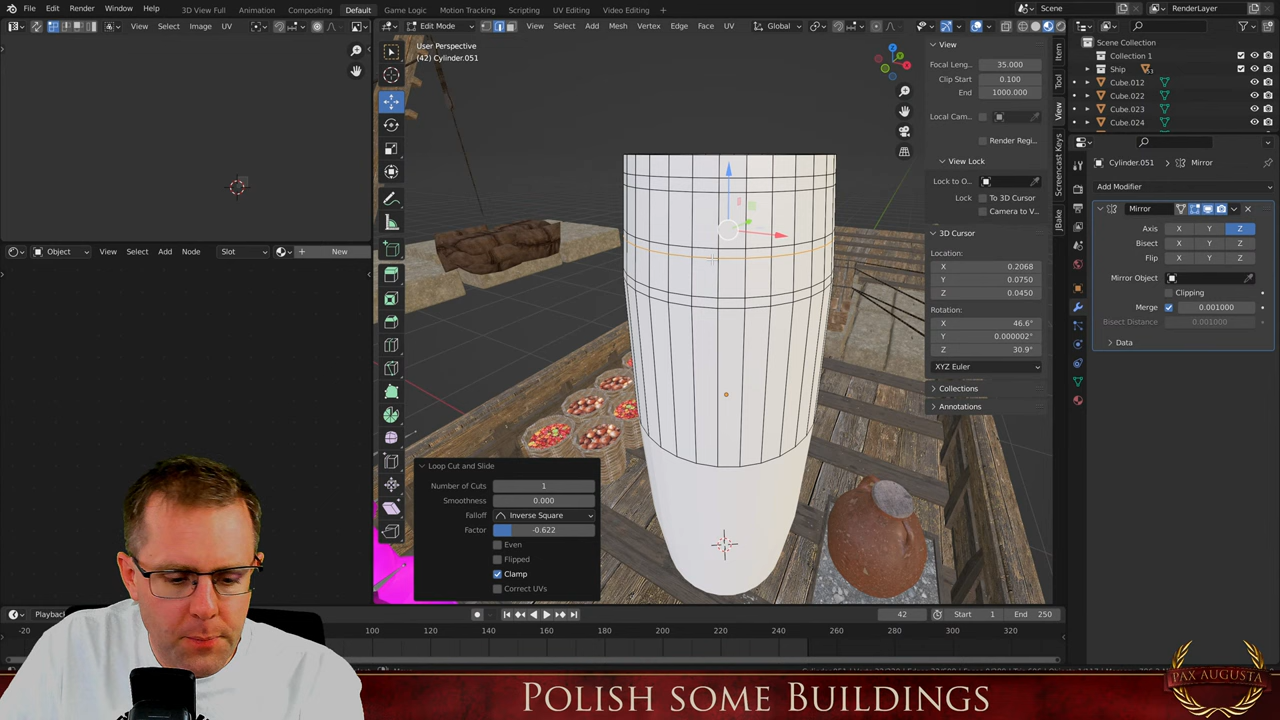 File Edit Render Window Help
3D View Full Animation Compositing Default Game Logic Motion Tracking Scripting UV Editing Video Editing
Scene
RenderLayer
View Select Image UV
Edit Mode
View Select Add Mesh Vertex Edge Face UV
Global
User Perspective
(42) Cylinder.051
View
Focal Leng... 35.000
Clip Start 0.100
End 1000.000
Local Cam...
Render Regi...
View Lock
Lock to O...
Lock To 3D Cursor
Camera to V...
3D Cursor
Location:
X 0.2068
Y 0.0750
Z 0.0450
Rotation:
X 46.6°
Y 0.000002°
Z 30.9°
XYZ Euler
Collections
Annotations
Item
Tool
View
Screencast Keys
JBake
Scene Collection
Collection 1
Ship
Cube.012
Cube.022
Cube.023
Cube.024
Cylinder.051 Mirror
Add Modifier
Mirror
Axis X Y Z
Bisect X Y Z
Flip X Y Z
Mirror Object
Clipping
Merge 0.001000
Bisect Distance 0.001000
Data
Object View Select Add Node Slot New
Loop Cut and Slide
Number of Cuts 1
Smoothness 0.000
Falloff Inverse Square
Factor -0.622
Even
Flipped
Clamp
Correct UVs
Playback
42 Start 1 End 250
-20 100 120 140 160 180 200 220 240 260 280 300 320
Polish some Buildings
PAX AUGUSTA